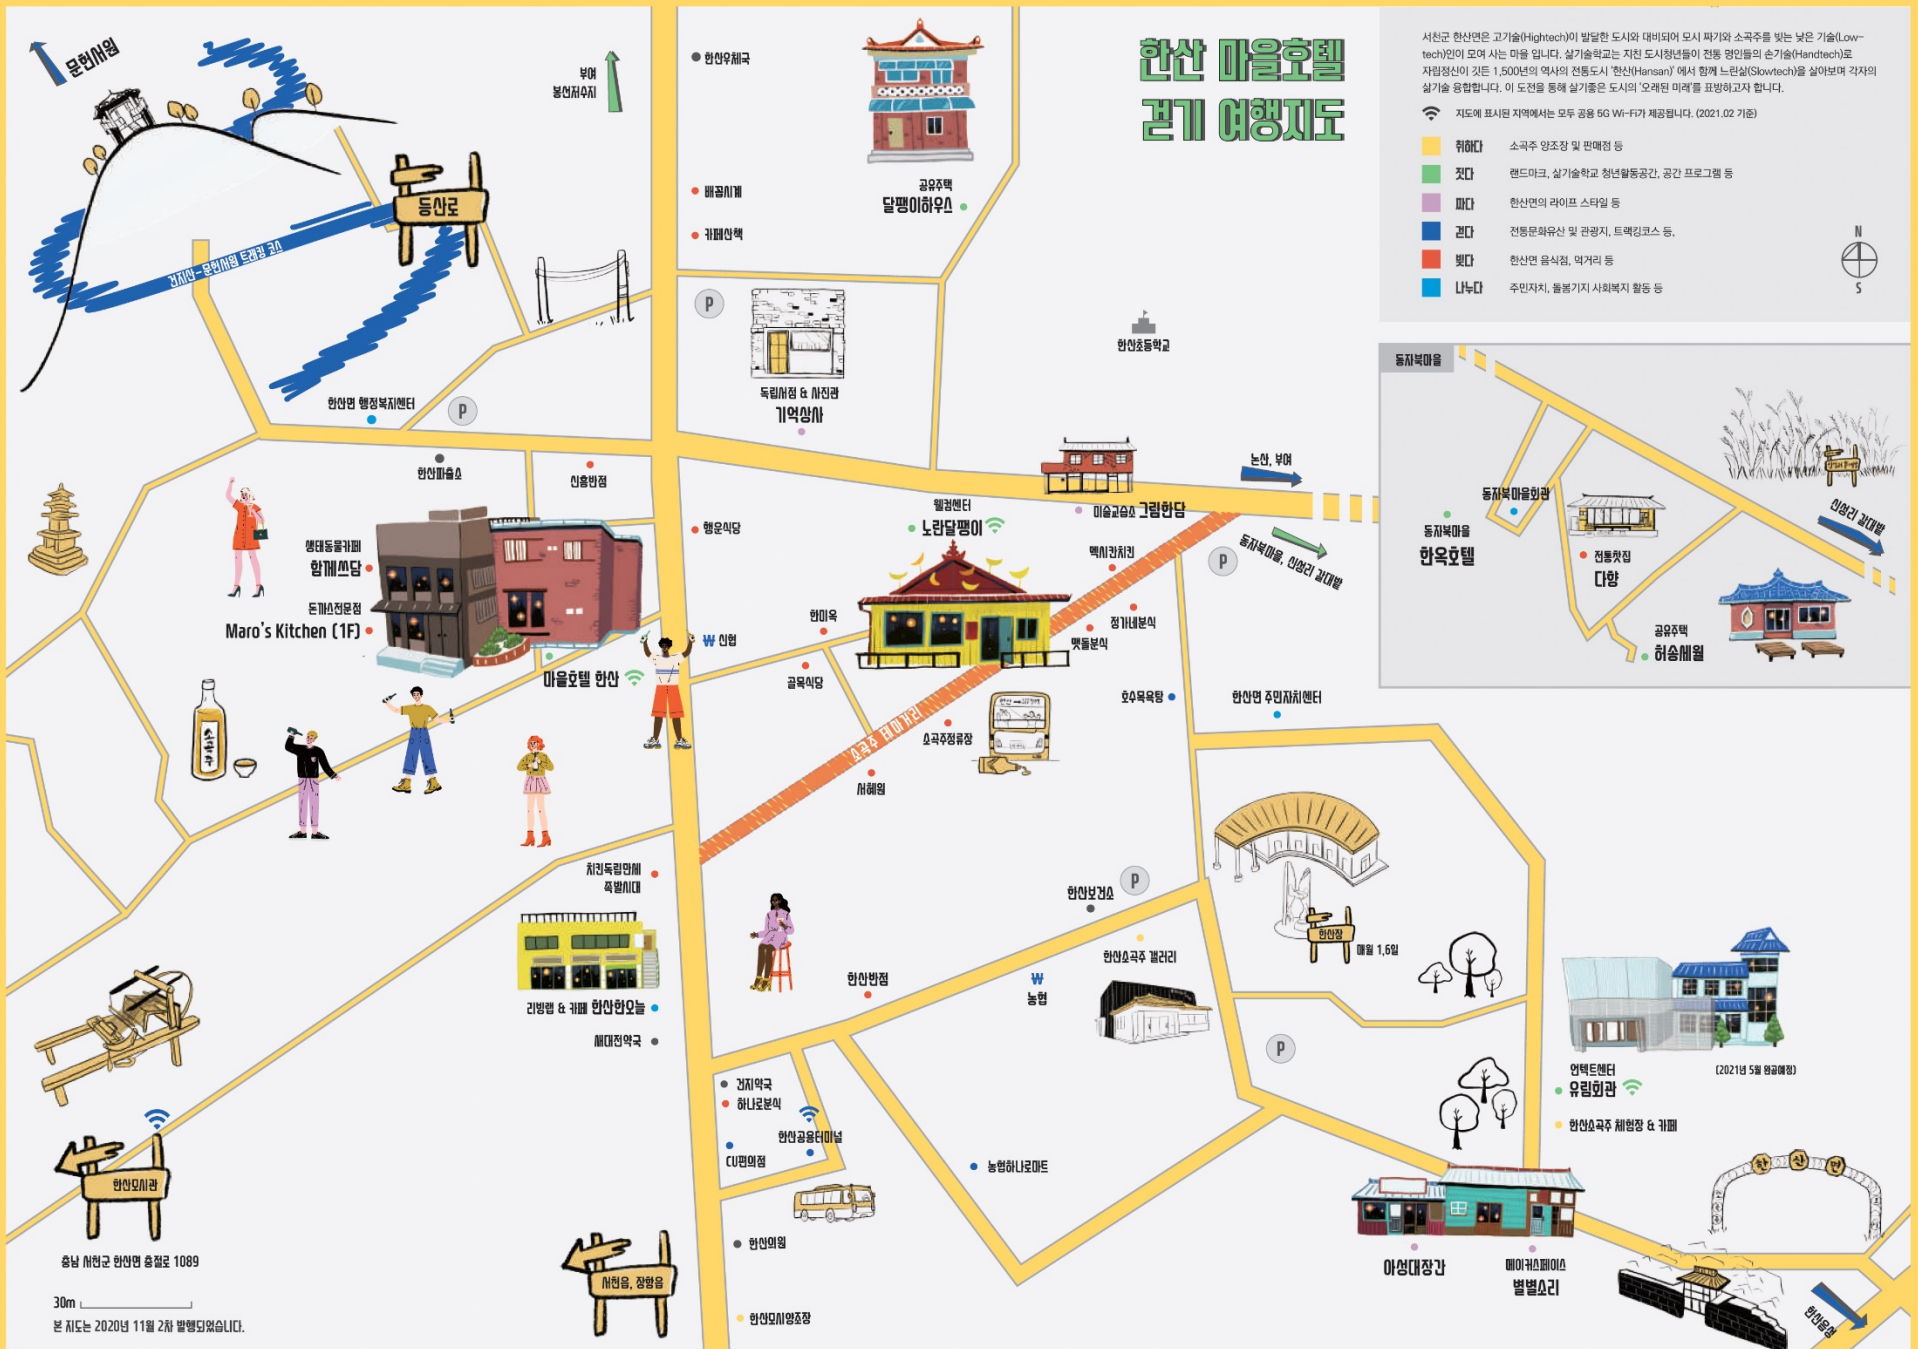 한산 마을호텔
걷기 여행지도
서천군 한산면은 고기술(Hightech)이 발달한 도시와 대비되어 모시 짜기와 소곡주를 빚는 낮은 기술(Low-
tech)인이 모여 사는 마을 입니다. 삶기술학교는 지친 도시청년들이 전통 명인들의 손기술(Handtech)로
자립정신이 깃든 1,500년의 역사의 전통도시 '한산(Hansan)' 에서 함께 느린삶(Slowtech)을 살아보며 각자의
삶기술 융합합니다. 이 도전을 통해 살기좋은 도시의 '오래된 미래'를 표방하고자 합니다.
지도에 표시된 지역에서는 모두 공용 5G Wi-Fi가 제공됩니다. (2021.02 기준)
취하다 소곡주 양조장 및 판매점 등
짓다 랜드마크, 삶기술학교 청년활동공간, 공간 프로그램 등
파다 한산면의 라이프 스타일 등
걷다 전통문화유산 및 관광지, 트랙킹코스 등,
빚다 한산면 음식점, 먹거리 등
나누다 주민자치, 돌봄기지 사회복지 활동 등
N
S
문헌서원
부여
봉선저수지
한산우체국
배꼽시계
카페산책
공유주택
달팽이하우스
등산로
건지산-문헌서원 트레킹 코스
P
독립서점 & 사진관
기억상사
한산초등학교
한산면 행정복지센터
P
한산파출소
신흥반점
행운식당
웰컴센터
노란달팽이
미술교습소 그림한담
논산, 부여
동자북마을, 신성리 갈대밭
P
멕시칸치킨
정가네분식
맷돌분식
생태동물카페
함께쓰담
돈까스전문점
Maro's Kitchen (1F)
마을호텔 한산
₩ 신협
한미옥
골목식당
소곡주 테마거리
소곡주정류장
서혜원
호수목욕탕
한산면 주민자치센터
소곡주
동자북마을
동자북마을회관
동자북마을
한옥호텔
전통찻집
다향
공유주택
허송세월
신성리 갈대밭
치킨독립만세
족발시대
리빙랩 & 카페 한산한오늘
새대전약국
한산반점
한산보건소
P
한산소곡주 갤러리
₩
농협
한산장
매월 1,6일
P
언택트센터
유림회관
(2021년 5월 완공예정)
한산소곡주 체험장 & 카페
건지약국
하나로분식
한산공용터미널
CU편의점
농협하나로마트
한산의원
한산모시양조장
서천읍, 장항읍
한산모시관
충남 서천군 한산면 충절로 1089
30m
본 지도는 2020년 11월 2차 발행되었습니다.
아성대장간
메이커스페이스
별별소리
한산면
한산읍성